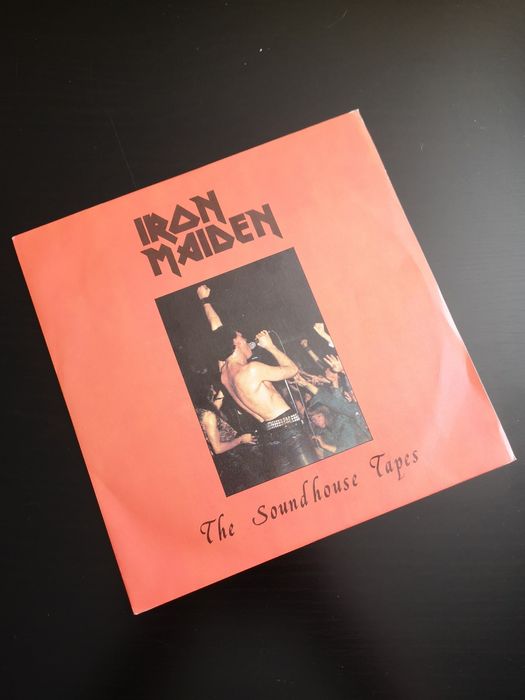 IRON
MAIDEN
The Soundhouse Tapes